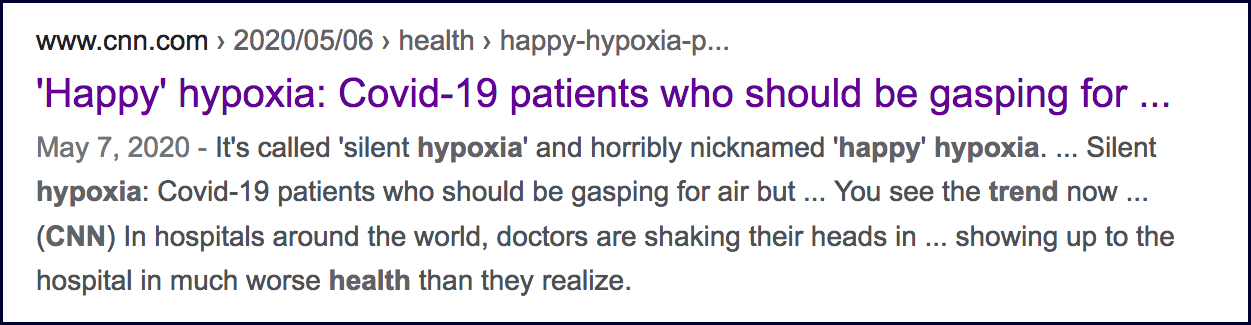 www.cnn.com › 2020/05/06 › health › happy-hypoxia-p...
'Happy' hypoxia: Covid-19 patients who should be gasping for ...
May 7, 2020 - It's called 'silent hypoxia' and horribly nicknamed 'happy' hypoxia. ... Silent
hypoxia: Covid-19 patients who should be gasping for air but ... You see the trend now ...
(CNN) In hospitals around the world, doctors are shaking their heads in ... showing up to the
hospital in much worse health than they realize.